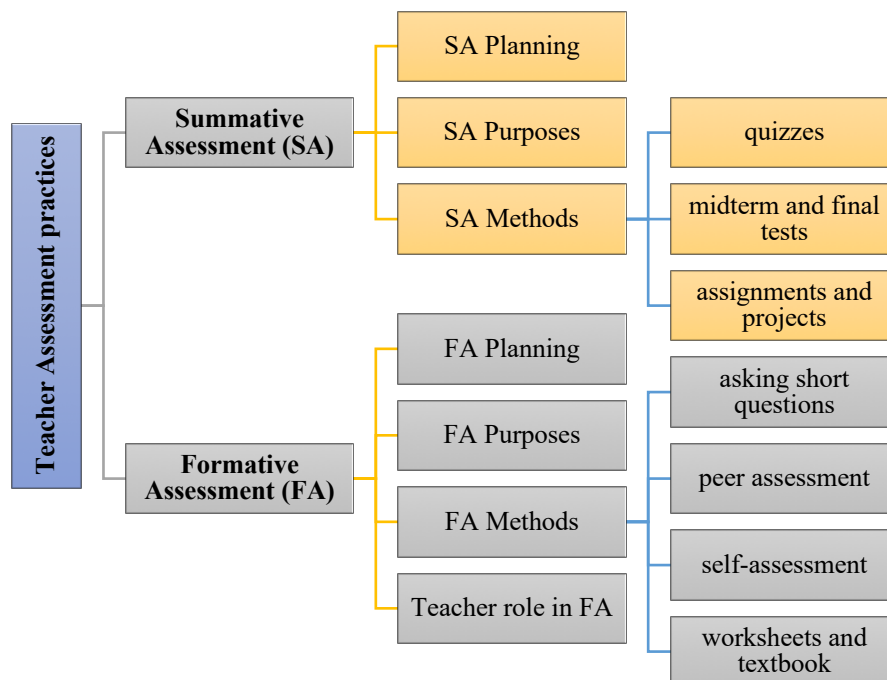 Teacher Assessment practices
Summative
Assessment (SA)
SA Planning
SA Purposes
SA Methods
quizzes
midterm and final
tests
assignments and
projects
Formative
Assessment (FA)
FA Planning
FA Purposes
FA Methods
Teacher role in FA
asking short
questions
peer assessment
self-assessment
worksheets and
textbook